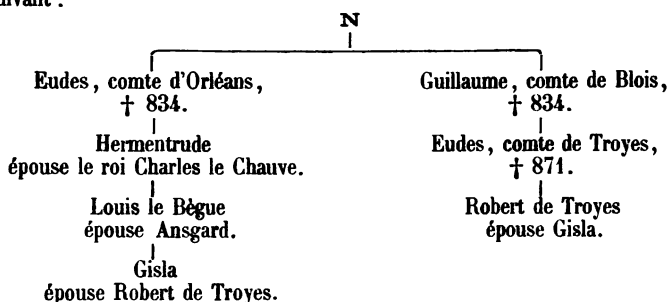 N
Eudes, comte d'Orléans,
† 834.
Hermentrude
épouse le roi Charles le Chauve.
Louis le Bègue
épouse Ansgard.
Gisla
épouse Robert de Troyes.
Guillaume, comte de Blois,
† 834.
Eudes, comte de Troyes,
† 871.
Robert de Troyes
épouse Gisla.